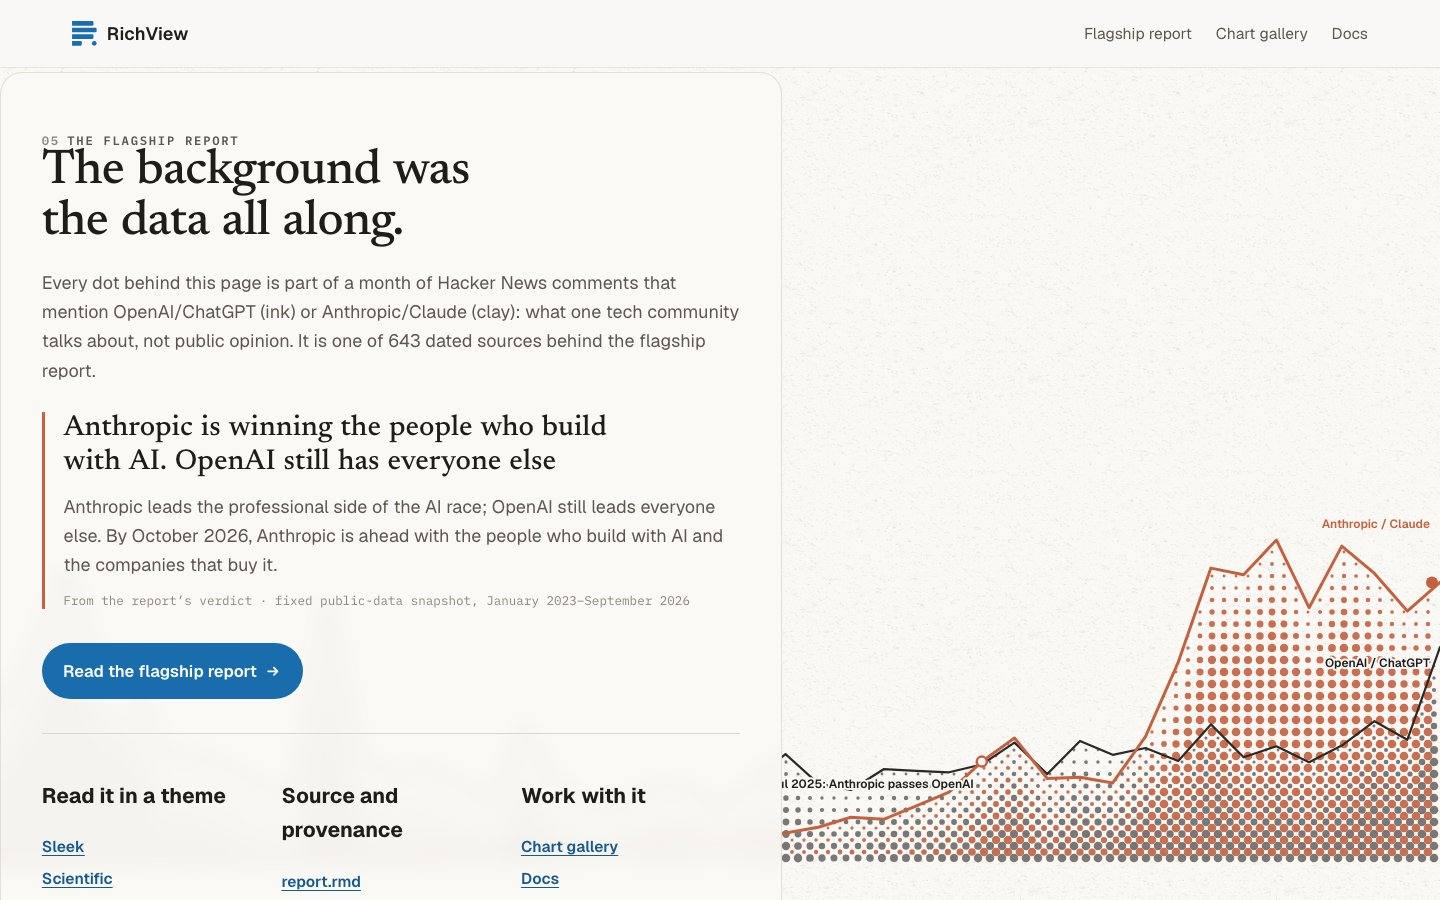 RichView
Flagship report
Chart gallery
Docs
05 THE FLAGSHIP REPORT
The background was
the data all along.
Every dot behind this page is part of a month of Hacker News comments that
mention OpenAI/ChatGPT (ink) or Anthropic/Claude (clay): what one tech community
talks about, not public opinion. It is one of 643 dated sources behind the flagship
report.
Anthropic is winning the people who build
with AI. OpenAI still has everyone else
Anthropic leads the professional side of the AI race; OpenAI still leads everyone
else. By October 2026, Anthropic is ahead with the people who build with AI and
the companies that buy it.
From the report’s verdict · fixed public-data snapshot, January 2023–September 2026
Read the flagship report →
Read it in a theme
Sleek
Scientific
Source and
provenance
report.rmd
Work with it
Chart gallery
Docs
Anthropic / Claude
OpenAI / ChatGPT
2025: Anthropic passes OpenAI